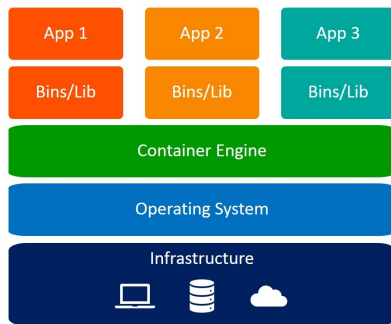 App 1
App 2
App 3
Bins/Lib
Bins/Lib
Bins/Lib
Container Engine
Operating System
Infrastructure